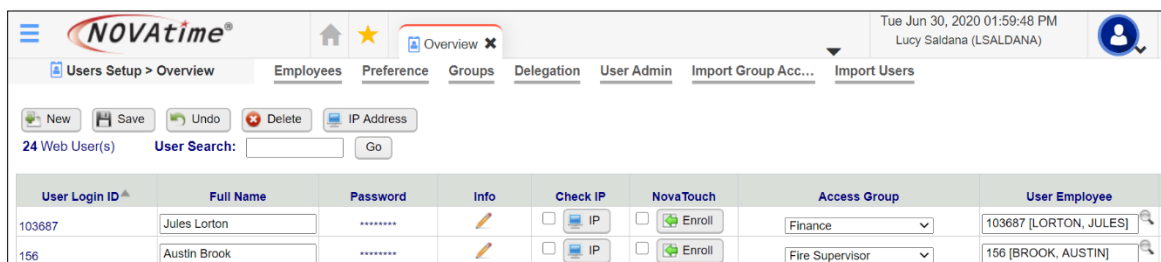 Tue Jun 30, 2020 01:59:48 PM
NOVAtime®
Overview
Lucy Saldana (LSALDANA)
Users Setup > Overview Employees Preference Groups Delegation User Admin Import Group Acc... Import Users
New Save Undo Delete IP Address
24 Web User(s) User Search: Go
User Login ID Full Name Password Info Check IP NovaTouch Access Group User Employee
103687 Jules Lorton ******** IP Enroll Finance 103687 [LORTON, JULES]
156 Austin Brook ******** IP Enroll Fire Supervisor 156 [BROOK, AUSTIN]